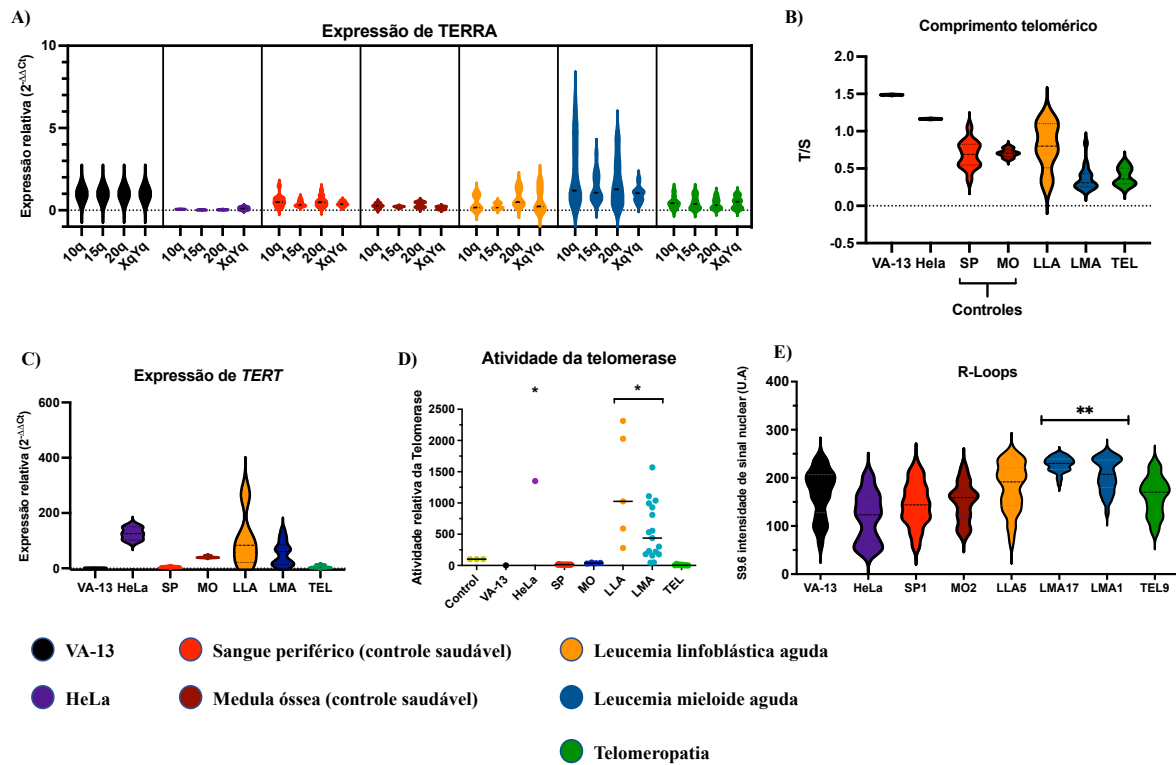 A)
Expressão de TERRA
Expressão relativa (2-ΔΔCt)
10
5
0
10q 15q 20q XqYq 10q 15q 20q XqYq 10q 15q 20q XqYq 10q 15q 20q XqYq 10q 15q 20q XqYq 10q 15q 20q XqYq 10q 15q 20q XqYq
B)
Comprimento telomérico
T/S
2.0
1.5
1.0
0.5
0.0
-0.5
VA-13 Hela SP MO LLA LMA TEL
Controles
C)
Expressão de TERT
Expressão relativa (2-ΔΔCt)
600
400
200
0
VA-13 HeLa SP MO LLA LMA TEL
D)
Atividade da telomerase
Atividade relativa da Telomerase
* *
2500
2000
1500
1000
500
0
Control VA-13 HeLa SP MO LLA LMA TEL
E)
R-Loops
S9.6 intensidade de sinal nuclear (U.A)
**
400
300
200
100
0
VA-13 HeLa SP1 MO2 LLA5 LMA17 LMA1 TEL9
VA-13
Sangue periférico (controle saudável)
Leucemia linfoblástica aguda
HeLa
Medula óssea (controle saudável)
Leucemia mieloide aguda
Telomeropatia